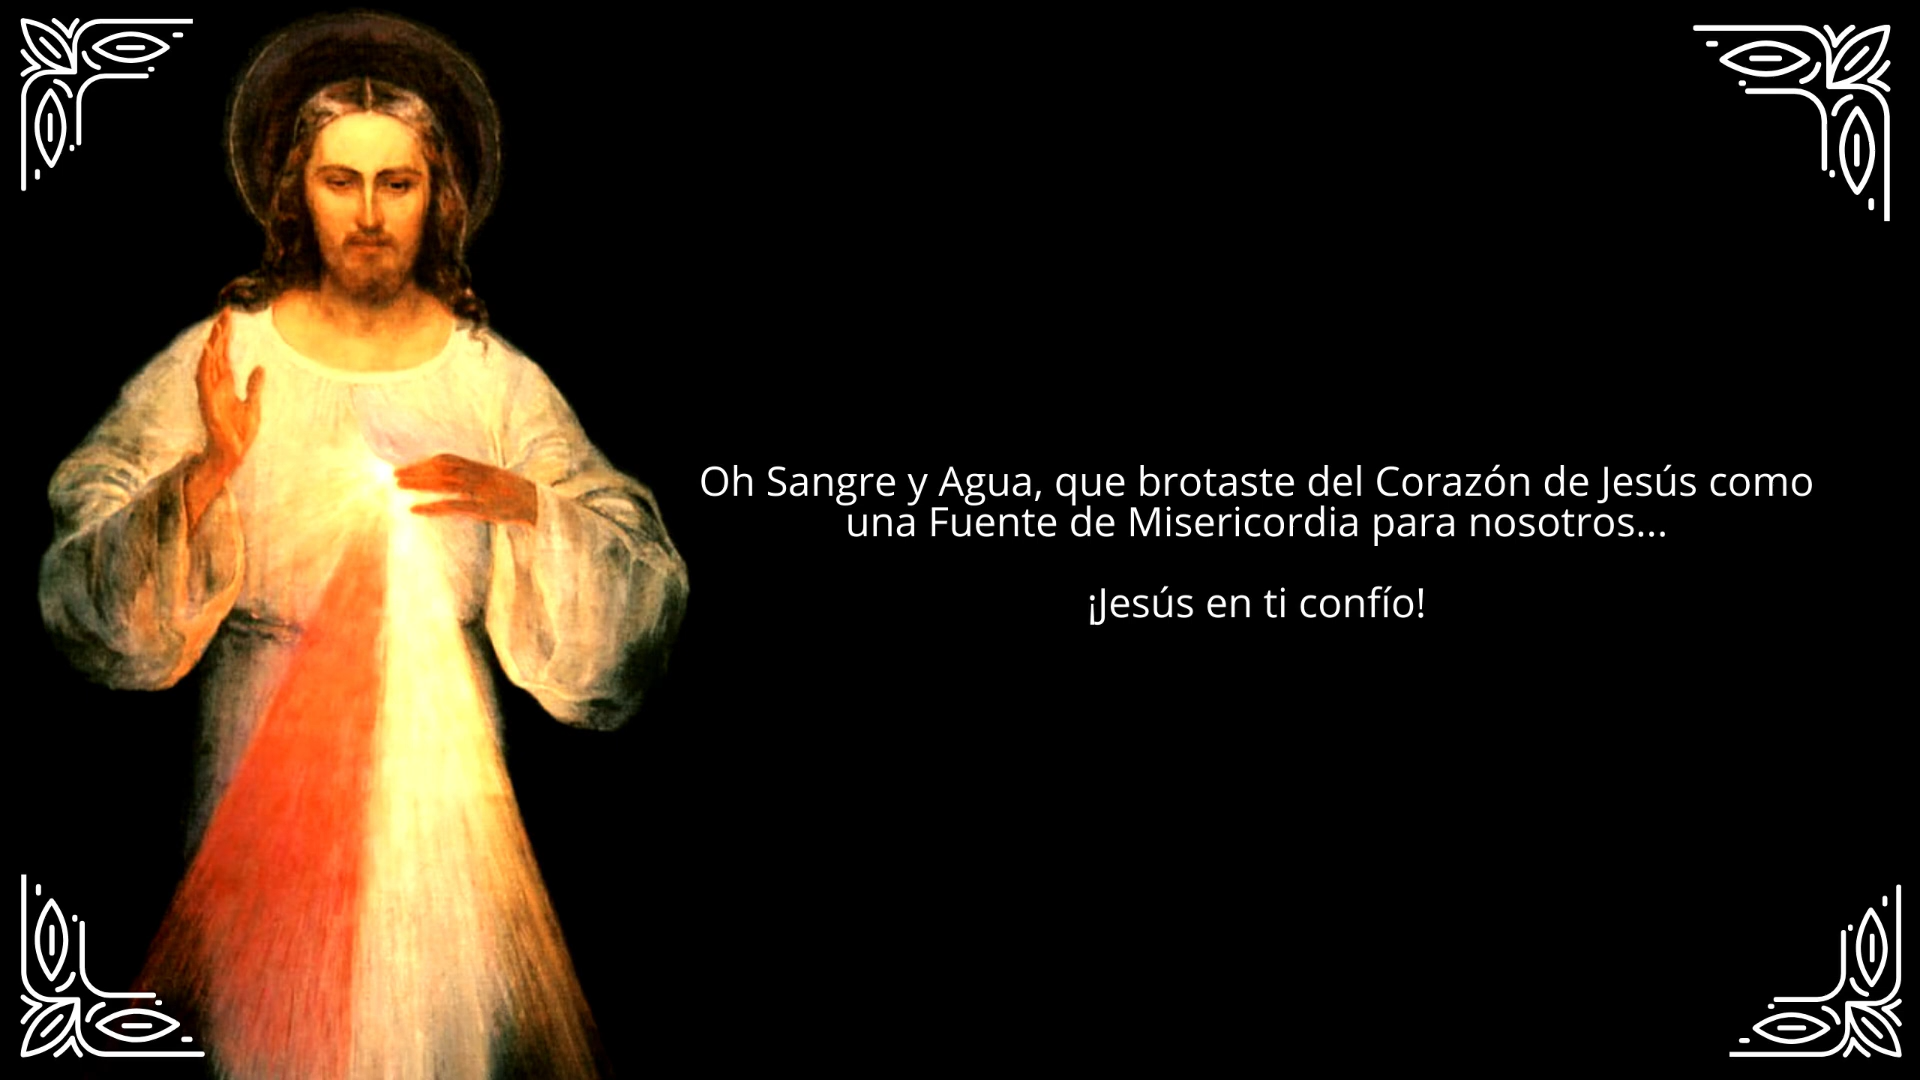 Oh Sangre y Agua, que brotaste del Corazón de Jesús como
una Fuente de Misericordia para nosotros...
¡Jesús en ti confío!